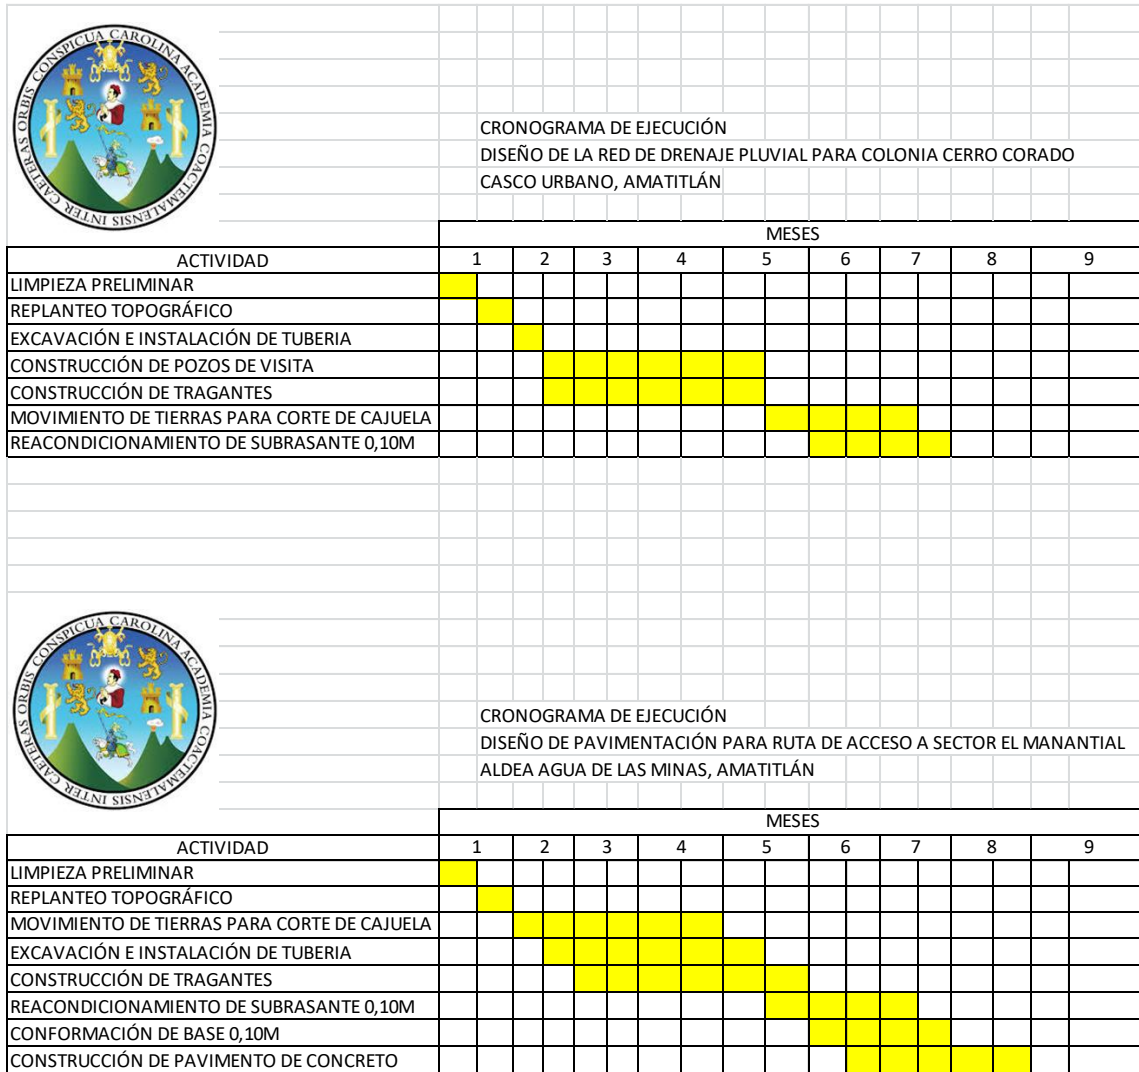 CAETERAS ORBIS CONSPICUA CAROLINA ACADEMIA COACTEMALENSIS INTER
CRONOGRAMA DE EJECUCIÓN
DISEÑO DE LA RED DE DRENAJE PLUVIAL PARA COLONIA CERRO CORADO
CASCO URBANO, AMATITLÁN
MESES
ACTIVIDAD 1 2 3 4 5 6 7 8 9
LIMPIEZA PRELIMINAR
REPLANTEO TOPOGRÁFICO
EXCAVACIÓN E INSTALACIÓN DE TUBERIA
CONSTRUCCIÓN DE POZOS DE VISITA
CONSTRUCCIÓN DE TRAGANTES
MOVIMIENTO DE TIERRAS PARA CORTE DE CAJUELA
REACONDICIONAMIENTO DE SUBRASANTE 0,10M
CAETERAS ORBIS CONSPICUA CAROLINA ACADEMIA COACTEMALENSIS INTER
CRONOGRAMA DE EJECUCIÓN
DISEÑO DE PAVIMENTACIÓN PARA RUTA DE ACCESO A SECTOR EL MANANTIAL
ALDEA AGUA DE LAS MINAS, AMATITLÁN
MESES
ACTIVIDAD 1 2 3 4 5 6 7 8 9
LIMPIEZA PRELIMINAR
REPLANTEO TOPOGRÁFICO
MOVIMIENTO DE TIERRAS PARA CORTE DE CAJUELA
EXCAVACIÓN E INSTALACIÓN DE TUBERIA
CONSTRUCCIÓN DE TRAGANTES
REACONDICIONAMIENTO DE SUBRASANTE 0,10M
CONFORMACIÓN DE BASE 0,10M
CONSTRUCCIÓN DE PAVIMENTO DE CONCRETO